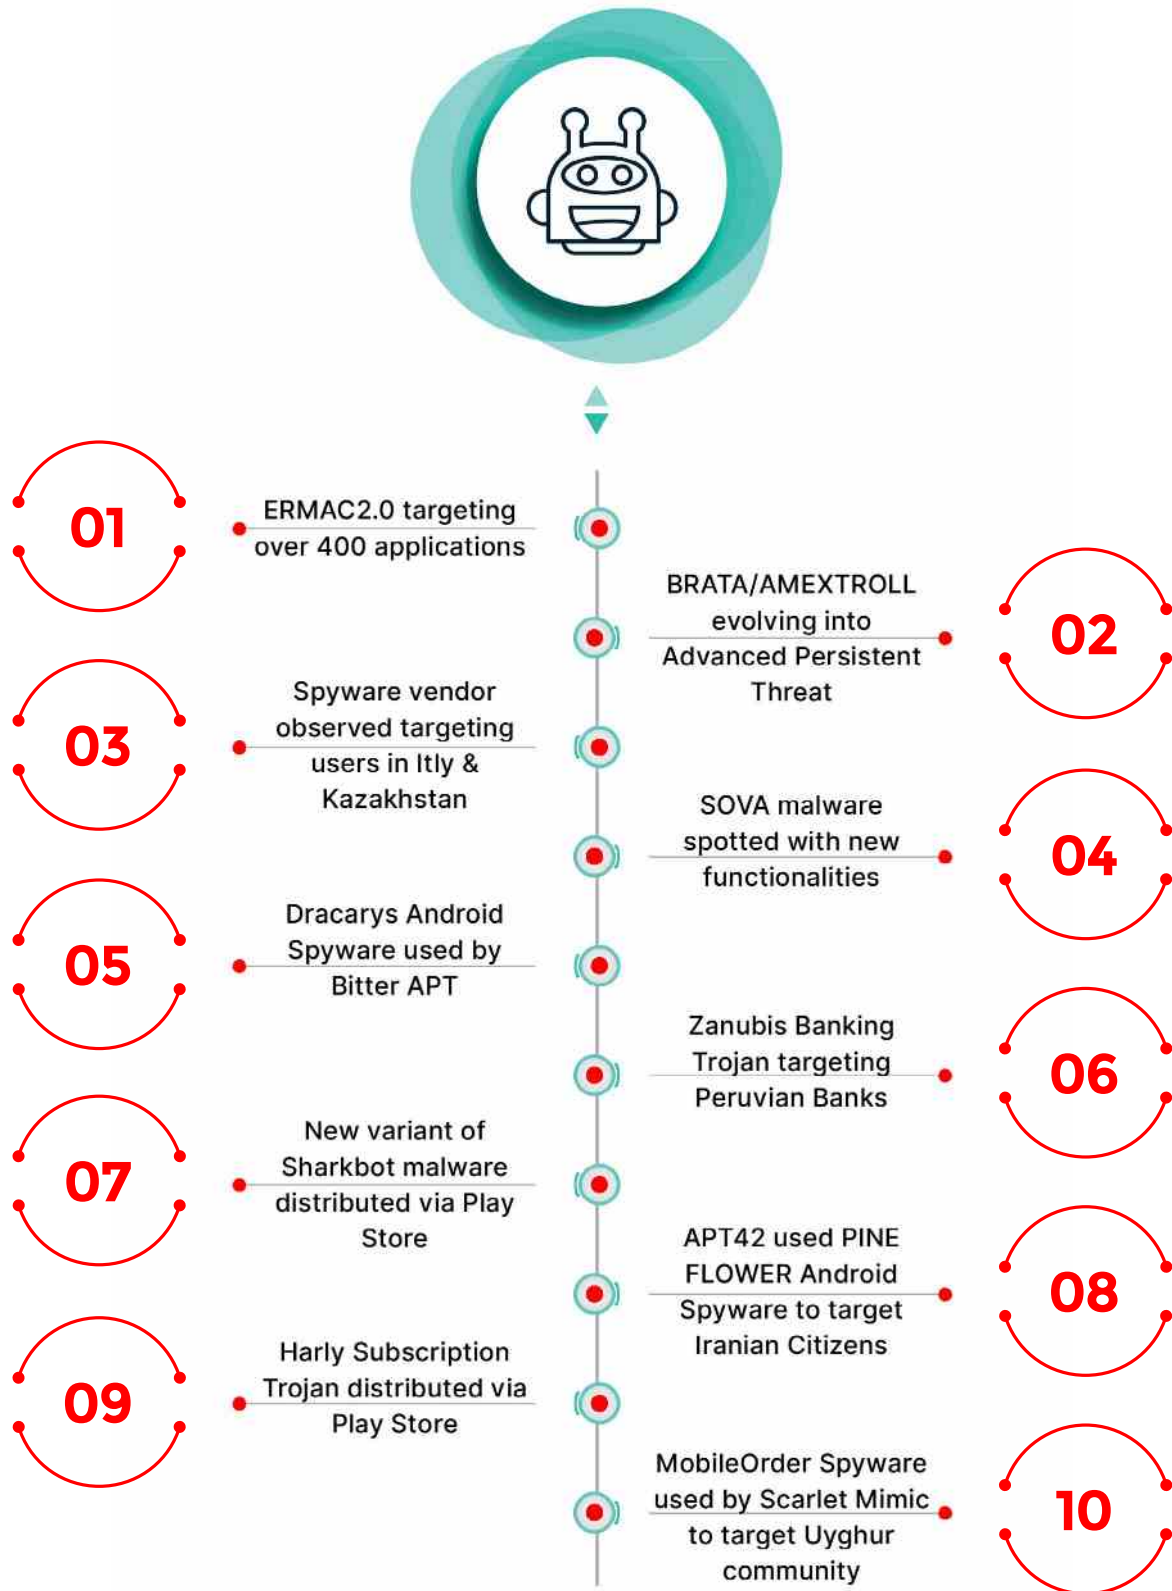 01
ERMAC2.0 targeting
over 400 applications
BRATA/AMEXTROLL
evolving into
Advanced Persistent
Threat
02
03
Spyware vendor
observed targeting
users in Itly &
Kazakhstan
SOVA malware
spotted with new
functionalities
04
05
Dracarys Android
Spyware used by
Bitter APT
Zanubis Banking
Trojan targeting
Peruvian Banks
06
07
New variant of
Sharkbot malware
distributed via Play
Store
APT42 used PINE
FLOWER Android
Spyware to target
Iranian Citizens
08
09
Harly Subscription
Trojan distributed via
Play Store
MobileOrder Spyware
used by Scarlet Mimic
to target Uyghur
community
10